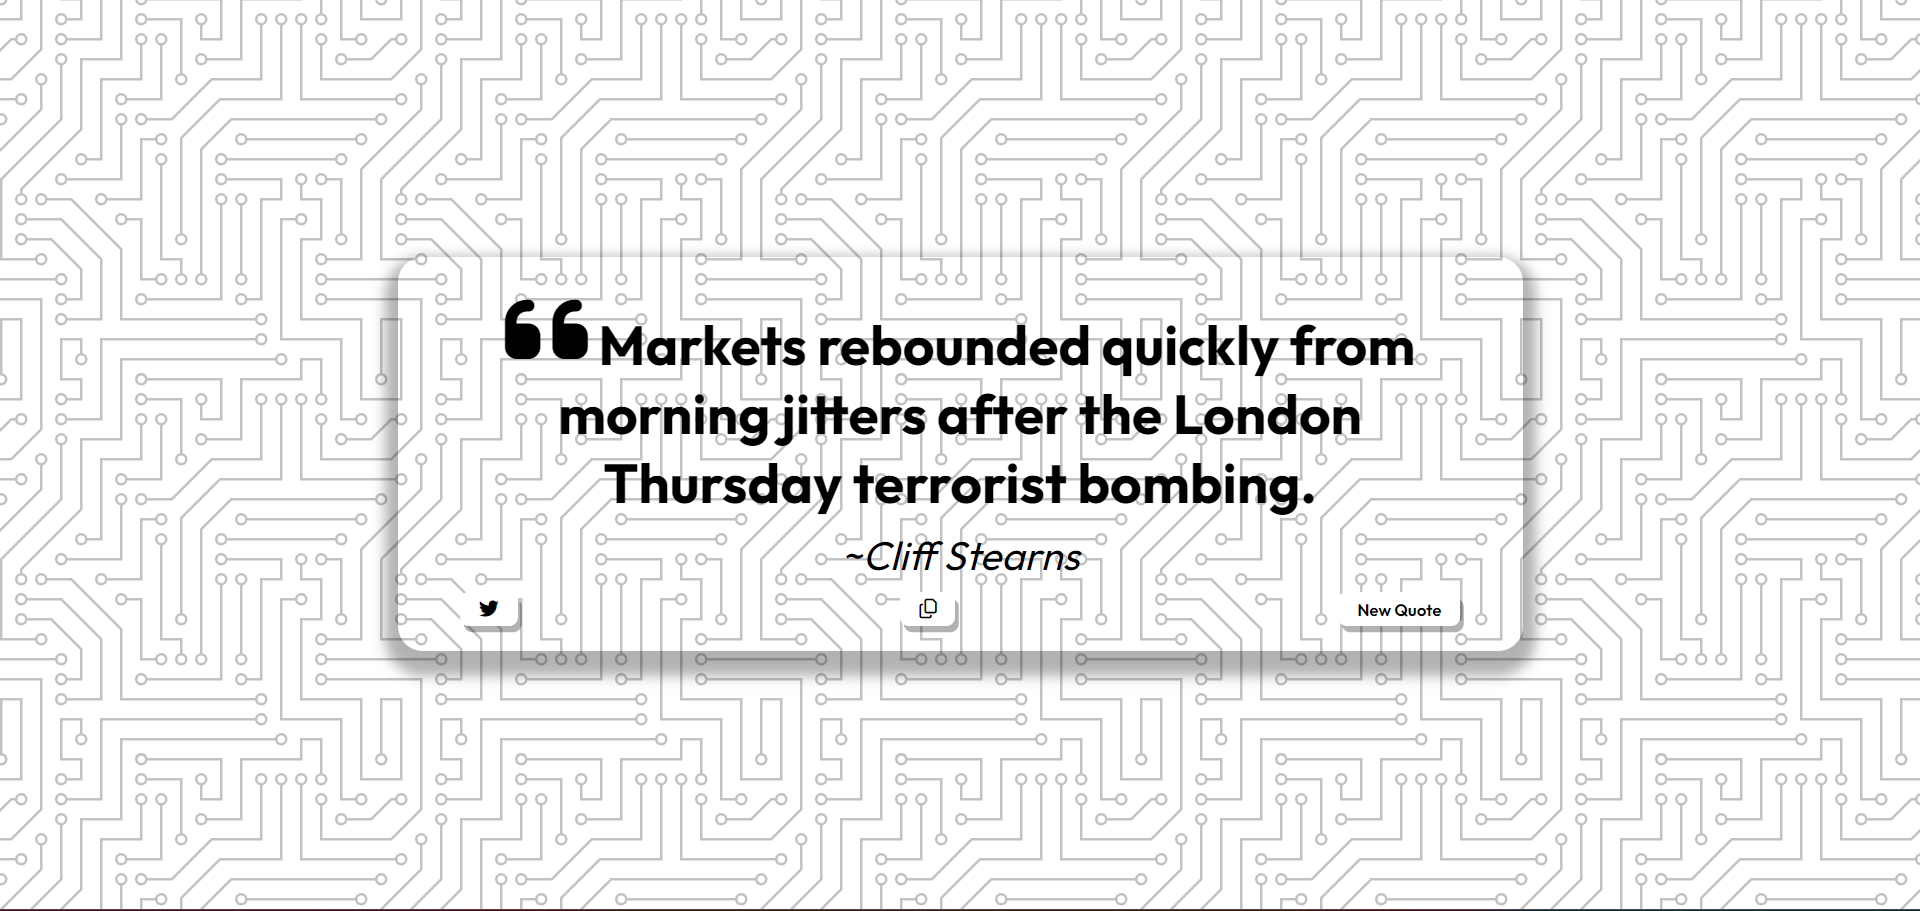 ❝ Markets rebounded quickly from
morning jitters after the London
Thursday terrorist bombing.
~Cliff Stearns
New Quote